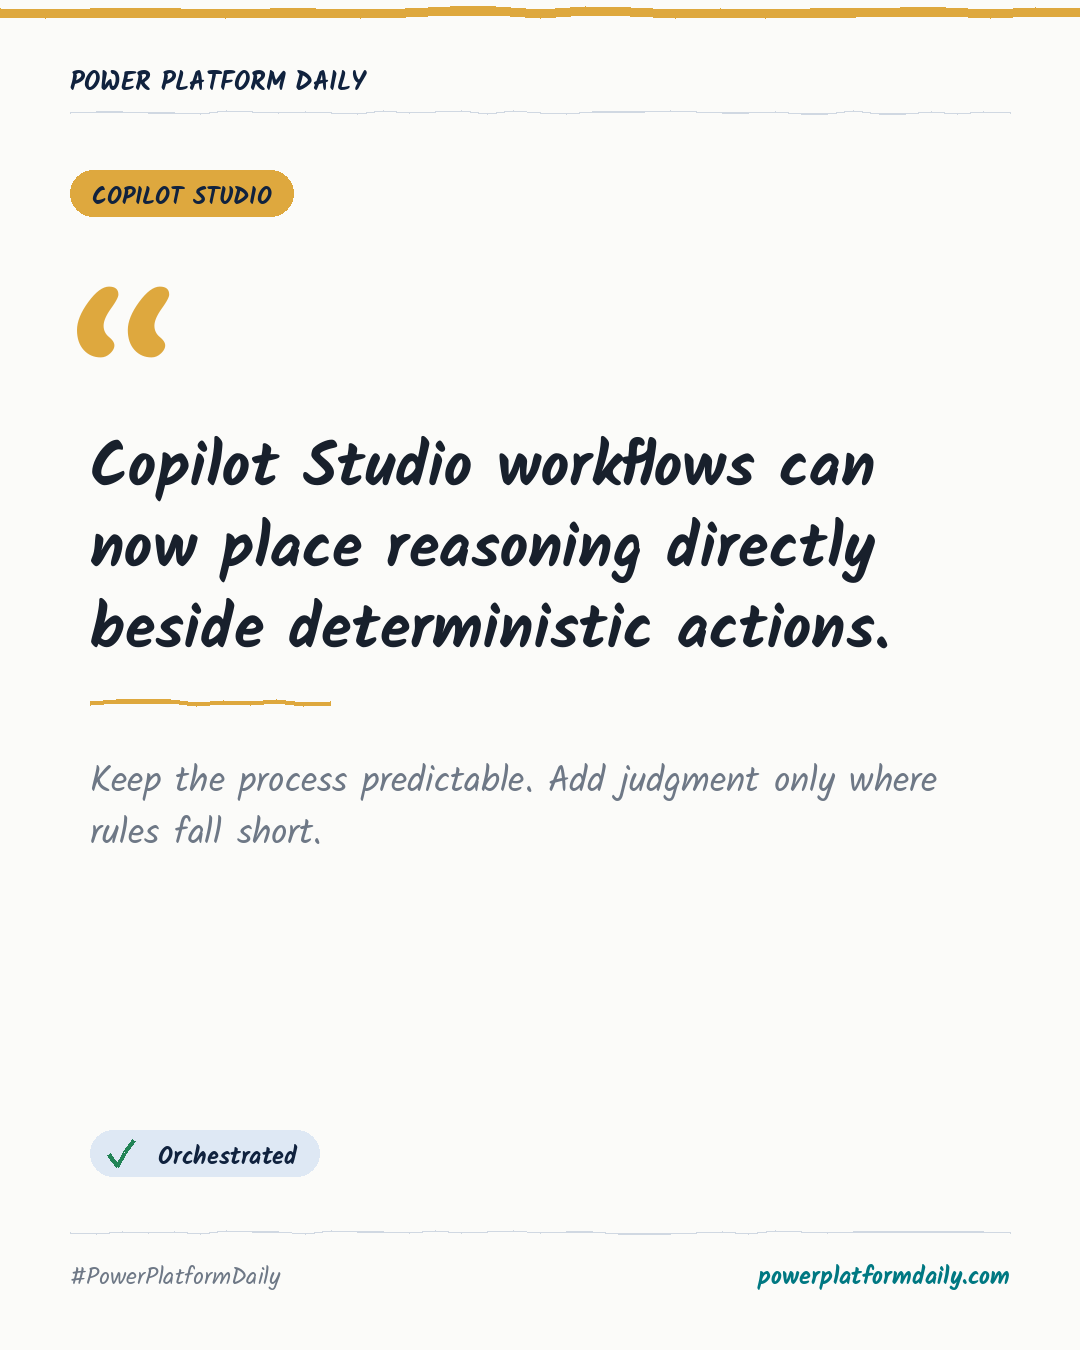 POWER PLATFORM DAILY
COPILOT STUDIO
“
Copilot Studio workflows can
now place reasoning directly
beside deterministic actions.
Keep the process predictable. Add judgment only where
rules fall short.
Orchestrated
#PowerPlatformDaily
powerplatformdaily.com